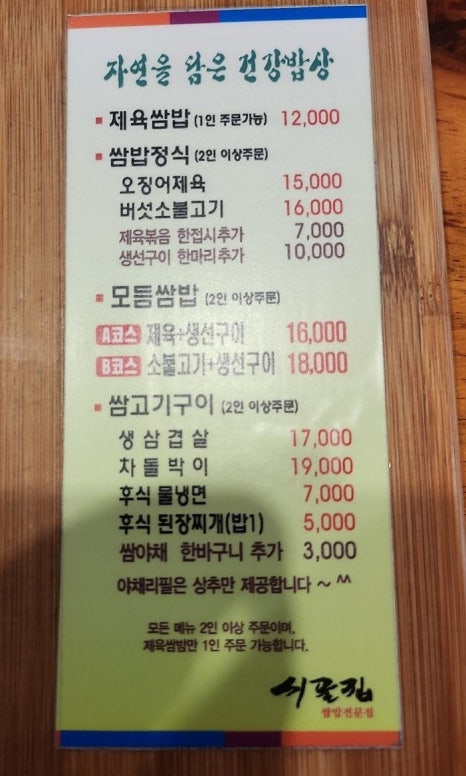 자연을 담은 건강밥상
▪ 제육쌈밥 (1인 주문가능) 12,000
▪ 쌈밥정식 (2인 이상주문)
오징어제육 15,000
버섯소불고기 16,000
제육볶음 한접시추가 7,000
생선구이 한마리추가 10,000
▪ 모듬쌈밥 (2인 이상주문)
A코스 제육+생선구이 16,000
B코스 소불고기+생선구이 18,000
▪ 쌈고기구이 (2인 이상주문)
생 삼 겹 살 17,000
차 돌 박 이 19,000
후식 물냉면 7,000
후식 된장찌개(밥1) 5,000
쌈야채 한바구니 추가 3,000
야채리필은 상추만 제공합니다 ~ ^^
모든 메뉴 2인 이상 주문이며,
제육쌈밥만 1인 주문 가능합니다.
시골집
쌈밥전문점